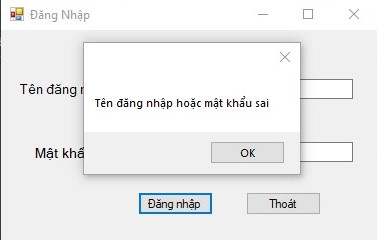 Đăng Nhập
Tên đăng
Tên đăng nhập hoặc mật khẩu sai
OK
Mật
Đăng nhập
Thoát